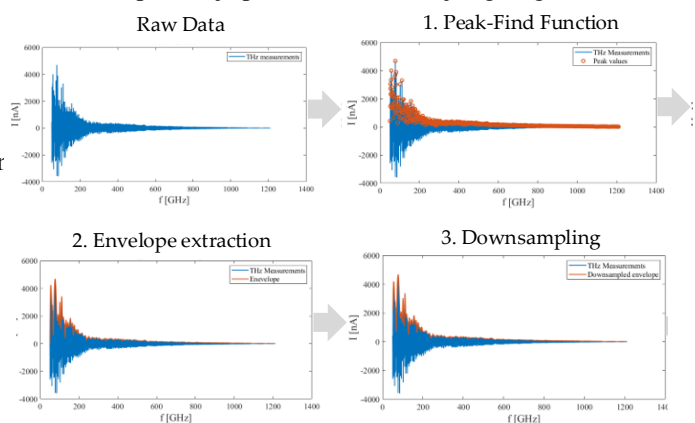 Raw Data
1. Peak-Find Function
6000
4000
2000
0
-2000
-4000
I [nA]
THz measurements
0 200 400 600 800 1000 1200 1400
f [GHz]
6000
4000
2000
0
-2000
-4000
I [nA]
THz Measurements
Peak values
0 200 400 600 800 1000 1200 1400
f [GHz]
r
2. Envelope extraction
3. Downsampling
6000
4000
2000
0
-2000
-4000
THz Measurements
Enevelope
0 200 400 600 800 1000 1200 1400
f [GHz]
6000
4000
2000
0
-2000
-4000
I [nA]
THz Measurements
Downsampled envelope
0 200 400 600 800 1000 1200 1400
f [GHz]